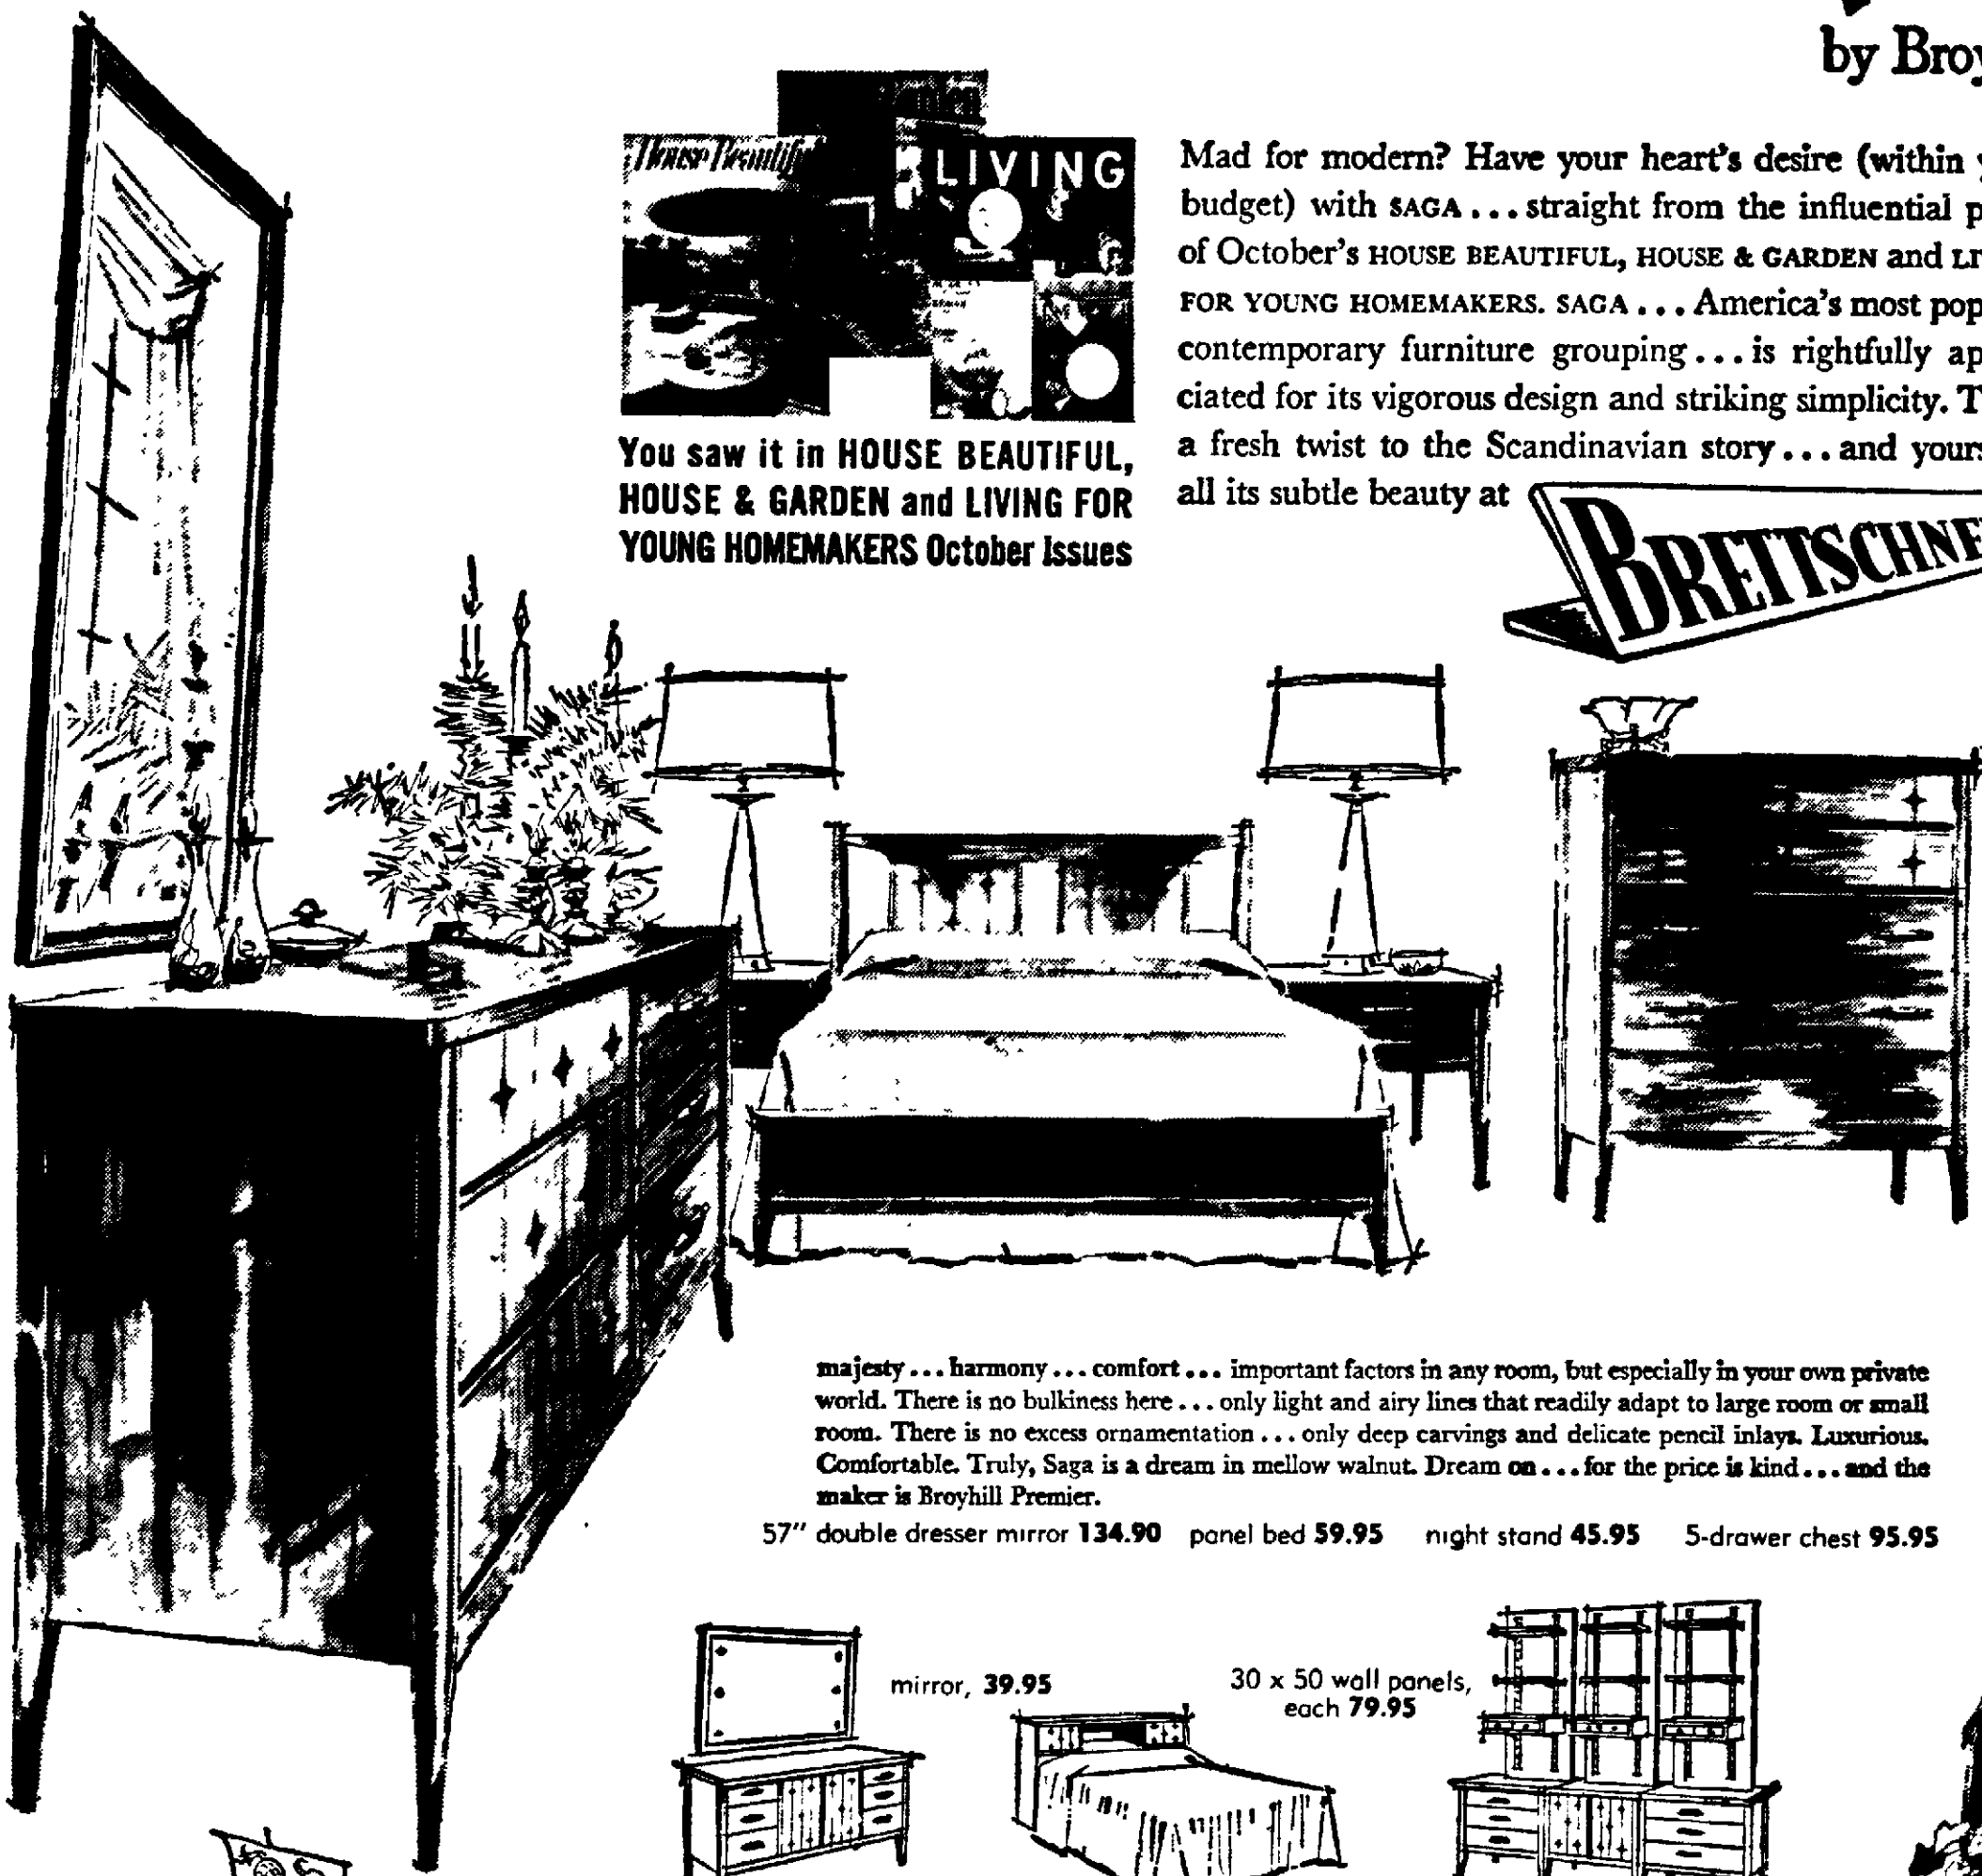 by Broy
House Beautiful
LIVING
Mad for modern? Have your heart's desire (within y
budget) with SAGA... straight from the influential p
of October's HOUSE BEAUTIFUL, HOUSE & GARDEN and LI
FOR YOUNG HOMEMAKERS. SAGA... America's most pop
contemporary furniture grouping... is rightfully ap
ciated for its vigorous design and striking simplicity. T
a fresh twist to the Scandinavian story... and yours
all its subtle beauty at
BRETTSCHNE
You saw it in HOUSE BEAUTIFUL,
HOUSE & GARDEN and LIVING FOR
YOUNG HOMEMAKERS October Issues
majesty... harmony... comfort... important factors in any room, but especially in your own private
world. There is no bulkiness here... only light and airy lines that readily adapt to large room or small
room. There is no excess ornamentation... only deep carvings and delicate pencil inlays. Luxurious.
Comfortable. Truly, Saga is a dream in mellow walnut. Dream on... for the price is kind... and the
maker is Broyhill Premier.
57" double dresser mirror 134.90 panel bed 59.95 night stand 45.95 5-drawer chest 95.95
mirror, 39.95
30 x 50 wall panels,
each 79.95